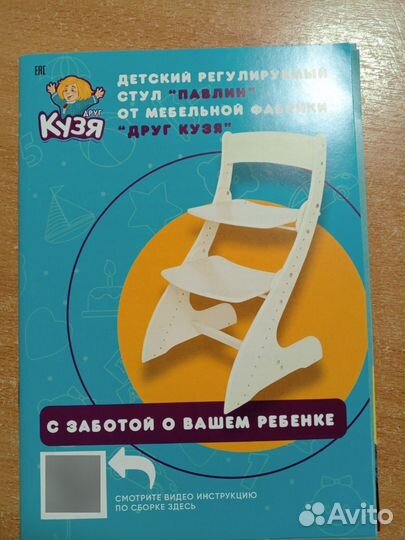 EAC
ДРУГ
КУЗЯ
ДЕТСКИЙ РЕГУЛИРУЕМЫЙ
СТУЛ "ПАВЛИН"
ОТ МЕБЕЛЬНОЙ ФАБРИКИ
"ДРУГ КУЗЯ"
С ЗАБОТОЙ О ВАШЕМ РЕБЕНКЕ
СМОТРИТЕ ВИДЕО ИНСТРУКЦИЮ
ПО СБОРКЕ ЗДЕСЬ
Avito